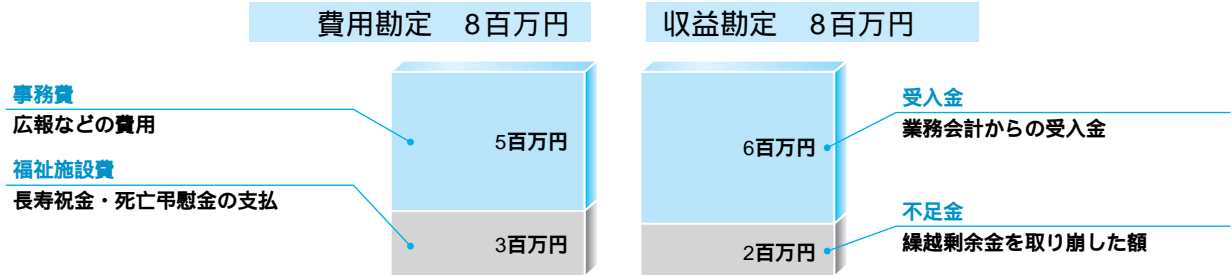 費用勘定　8百万円
収益勘定　8百万円
事務費
広報などの費用
福祉施設費
長寿祝金・死亡弔慰金の支払
5百万円
3百万円
6百万円
2百万円
受入金
業務会計からの受入金
不足金
繰越剰余金を取り崩した額